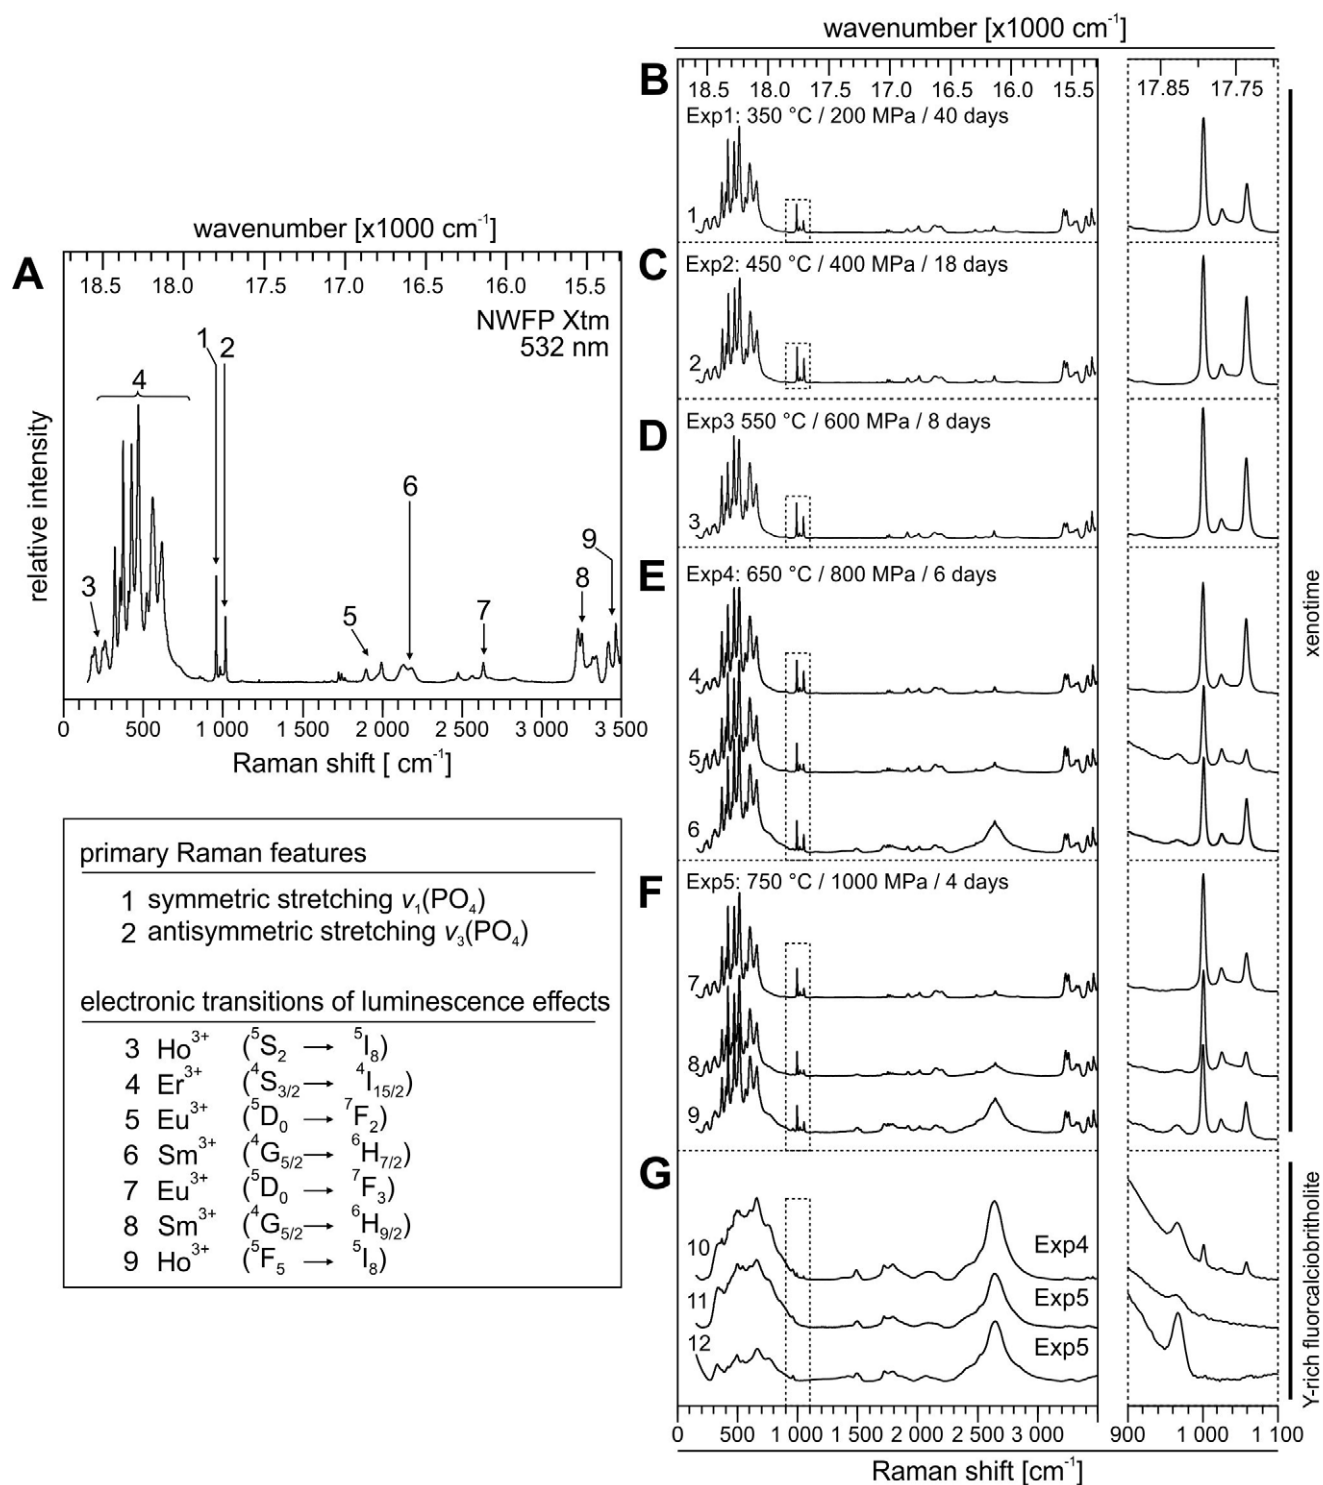 wavenumber [x1000 cm-1]
A
18.5 18.0 17.5 17.0 16.5 16.0 15.5
NWFP Xtm
532 nm
1 2
4
3
5
6
7
8
9
relative intensity
0 500 1 000 1 500 2 000 2 500 3 000 3 500
Raman shift [ cm-1]
primary Raman features
1 symmetric stretching v1(PO4)
2 antisymmetric stretching v3(PO4)
electronic transitions of luminescence effects
3 Ho3+ (5S2 → 5I8)
4 Er3+ (4S3/2 → 4I15/2)
5 Eu3+ (5D0 → 7F2)
6 Sm3+ (4G5/2 → 6H7/2)
7 Eu3+ (5D0 → 7F3)
8 Sm3+ (4G5/2 → 6H9/2)
9 Ho3+ (5F5 → 5I8)
wavenumber [x1000 cm-1]
B
18.5 18.0 17.5 17.0 16.5 16.0 15.5
17.85 17.75
Exp1: 350 °C / 200 MPa / 40 days
1
C
Exp2: 450 °C / 400 MPa / 18 days
2
D
Exp3 550 °C / 600 MPa / 8 days
3
E
Exp4: 650 °C / 800 MPa / 6 days
4
5
6
F
Exp5: 750 °C / 1000 MPa / 4 days
7
8
9
xenotime
G
10 Exp4
11 Exp5
12 Exp5
Y-rich fluorcalciobritholite
0 500 1 000 1 500 2 000 2 500 3 000
900 1 000 1 100
Raman shift [cm-1]